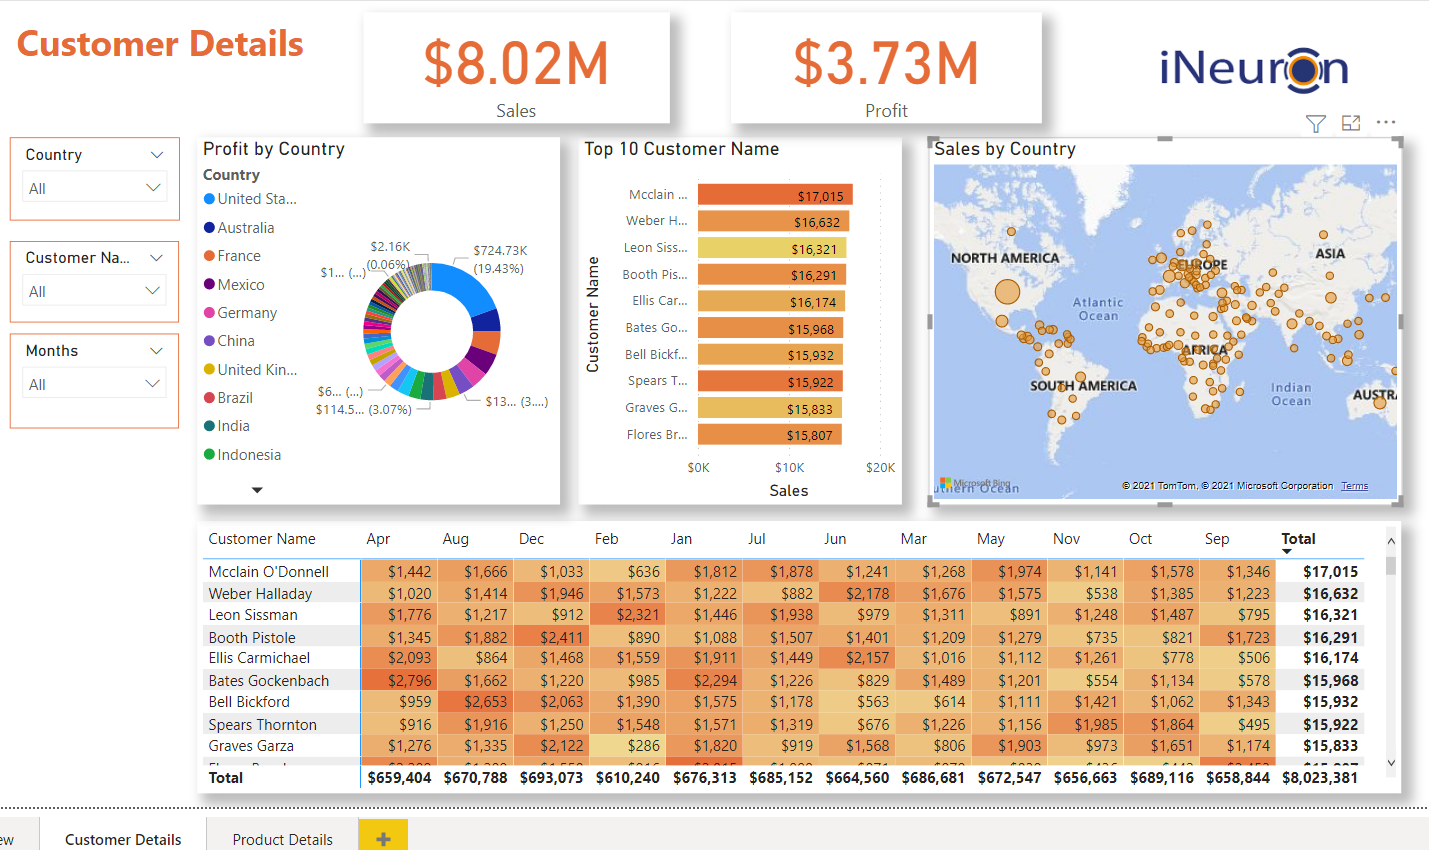 Customer Details
$8.02M
Sales
$3.73M
Profit
iNeuron
Country
All
Customer Na...
All
Months
All
Profit by Country
Country
United Sta...
Australia
France
Mexico
Germany
China
United Kin...
Brazil
India
Indonesia
$2.16K
(0.06%)
$1... (...)
$724.73K
(19.43%)
$6... (...)
$114.5... (3.07%)
$13... (3....)
Top 10 Customer Name
Customer Name
Mcclain ... $17,015
Weber H... $16,632
Leon Siss... $16,321
Booth Pis... $16,291
Ellis Car... $16,174
Bates Go... $15,968
Bell Bickf... $15,932
Spears T... $15,922
Graves G... $15,833
Flores Br... $15,807
$0K $10K $20K
Sales
Sales by Country
NORTH AMERICA
EUROPE
ASIA
Atlantic
Ocean
AFRICA
SOUTH AMERICA
Indian
Ocean
AUSTRA
Microsoft Bing
uthern Ocean
© 2021 TomTom, © 2021 Microsoft Corporation Terms
Customer Name Apr Aug Dec Feb Jan Jul Jun Mar May Nov Oct Sep Total
Mcclain O'Donnell $1,442 $1,666 $1,033 $636 $1,812 $1,878 $1,241 $1,268 $1,974 $1,141 $1,578 $1,346 $17,015
Weber Halladay $1,020 $1,414 $1,946 $1,573 $1,222 $882 $2,178 $1,676 $1,575 $538 $1,385 $1,223 $16,632
Leon Sissman $1,776 $1,217 $912 $2,321 $1,446 $1,938 $979 $1,311 $891 $1,248 $1,487 $795 $16,321
Booth Pistole $1,345 $1,882 $2,411 $890 $1,088 $1,507 $1,401 $1,209 $1,279 $735 $821 $1,723 $16,291
Ellis Carmichael $2,093 $864 $1,468 $1,559 $1,911 $1,449 $2,157 $1,016 $1,112 $1,261 $778 $506 $16,174
Bates Gockenbach $2,796 $1,662 $1,220 $985 $2,294 $1,226 $829 $1,489 $1,201 $554 $1,134 $578 $15,968
Bell Bickford $959 $2,653 $2,063 $1,390 $1,575 $1,178 $563 $614 $1,111 $1,421 $1,062 $1,343 $15,932
Spears Thornton $916 $1,916 $1,250 $1,548 $1,571 $1,319 $676 $1,226 $1,156 $1,985 $1,864 $495 $15,922
Graves Garza $1,276 $1,335 $2,122 $286 $1,820 $919 $1,568 $806 $1,903 $973 $1,651 $1,174 $15,833
Total $659,404 $670,788 $693,073 $610,240 $676,313 $685,152 $664,560 $686,681 $672,547 $656,663 $689,116 $658,844 $8,023,381
ew
Customer Details
Product Details